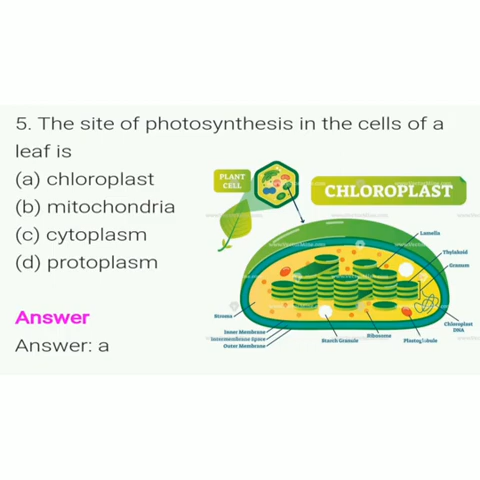 5. The site of photosynthesis in the cells of a
leaf is
(a) chloroplast
(b) mitochondria
(c) cytoplasm
(d) protoplasm
Answer
Answer: a
PLANT
CELL
CHLOROPLAST
Lamella
Thylakoid
Granum
Stroma
Inner Membrane
Intermembrane Space
Outer Membrane
Starch Granule
Ribosome
Plastoglobule
Chloroplast
DNA